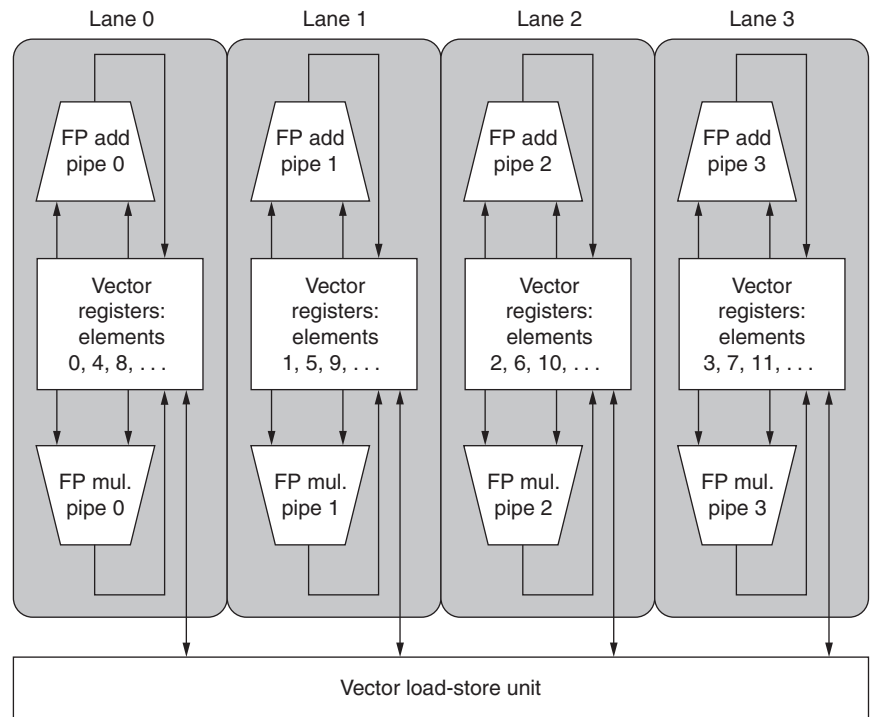 Lane 0
Lane 1
Lane 2
Lane 3
FP add
pipe 0
FP add
pipe 1
FP add
pipe 2
FP add
pipe 3
Vector
registers:
elements
0, 4, 8, . . .
Vector
registers:
elements
1, 5, 9, . . .
Vector
registers:
elements
2, 6, 10, . . .
Vector
registers:
elements
3, 7, 11, . . .
FP mul.
pipe 0
FP mul.
pipe 1
FP mul.
pipe 2
FP mul.
pipe 3
Vector load-store unit